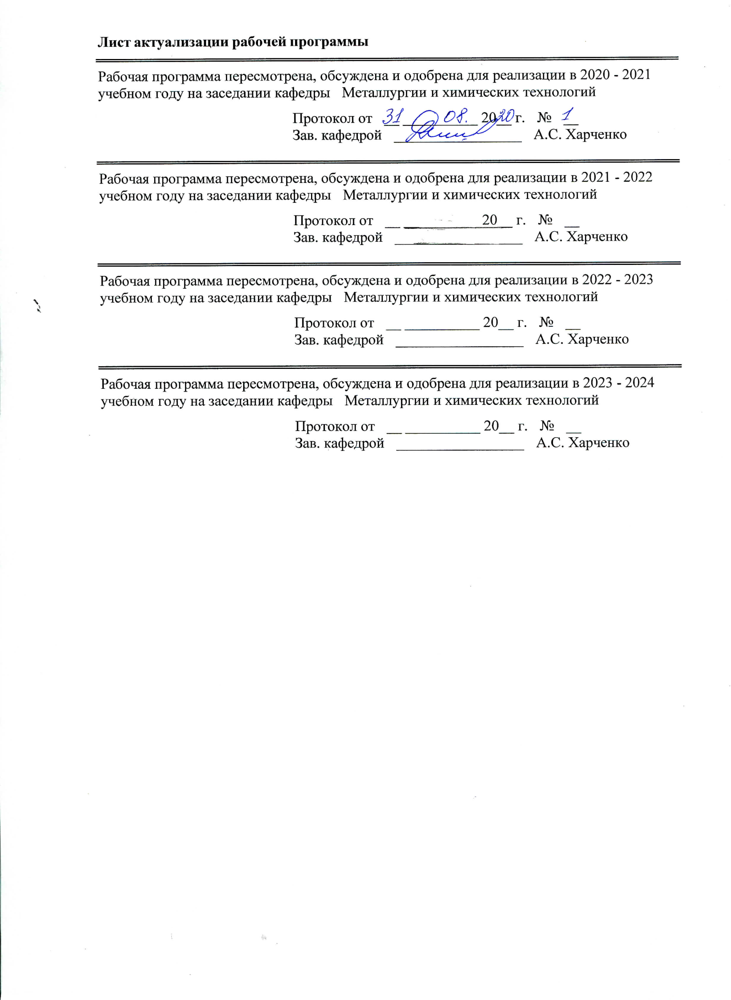 Лист актуализации рабочей программы
Рабочая программа пересмотрена, обсуждена и одобрена для реализации в 2020 - 2021
учебном году на заседании кафедры Металлургии и химических технологий
Протокол от 31 08. 2020 г. № 1
Зав. кафедрой ____________ А.С. Харченко
Рабочая программа пересмотрена, обсуждена и одобрена для реализации в 2021 - 2022
учебном году на заседании кафедры Металлургии и химических технологий
Протокол от __ __________ 20__ г. № __
Зав. кафедрой ____________ А.С. Харченко
Рабочая программа пересмотрена, обсуждена и одобрена для реализации в 2022 - 2023
учебном году на заседании кафедры Металлургии и химических технологий
Протокол от __ __________ 20__ г. № __
Зав. кафедрой ____________ А.С. Харченко
Рабочая программа пересмотрена, обсуждена и одобрена для реализации в 2023 - 2024
учебном году на заседании кафедры Металлургии и химических технологий
Протокол от __ __________ 20__ г. № __
Зав. кафедрой ____________ А.С. Харченко